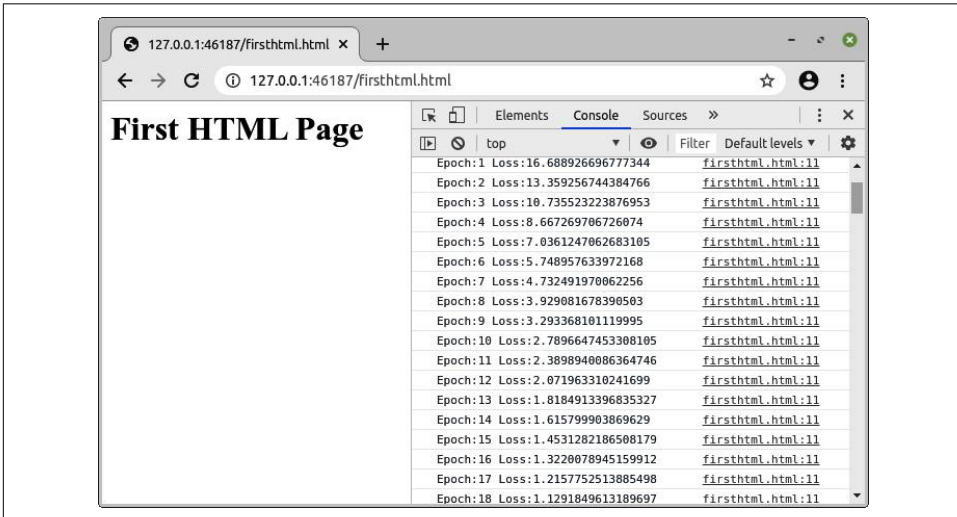 127.0.0.1:46187/firsthtml.html
127.0.0.1:46187/firsthtml.html
First HTML Page
Elements Console Sources »
top Filter Default levels ▼
Epoch:1 Loss:16.688926696777344 firsthtml.html:11
Epoch:2 Loss:13.359256744384766 firsthtml.html:11
Epoch:3 Loss:10.735523223876953 firsthtml.html:11
Epoch:4 Loss:8.667269706726074 firsthtml.html:11
Epoch:5 Loss:7.0361247062683105 firsthtml.html:11
Epoch:6 Loss:5.748957633972168 firsthtml.html:11
Epoch:7 Loss:4.732491970062256 firsthtml.html:11
Epoch:8 Loss:3.929081678390503 firsthtml.html:11
Epoch:9 Loss:3.293368101119995 firsthtml.html:11
Epoch:10 Loss:2.7896647453308105 firsthtml.html:11
Epoch:11 Loss:2.3898940086364746 firsthtml.html:11
Epoch:12 Loss:2.071963310241699 firsthtml.html:11
Epoch:13 Loss:1.8184913396835327 firsthtml.html:11
Epoch:14 Loss:1.615799903869629 firsthtml.html:11
Epoch:15 Loss:1.4531282186508179 firsthtml.html:11
Epoch:16 Loss:1.3220078945159912 firsthtml.html:11
Epoch:17 Loss:1.2157752513885498 firsthtml.html:11
Epoch:18 Loss:1.1291849613189697 firsthtml.html:11